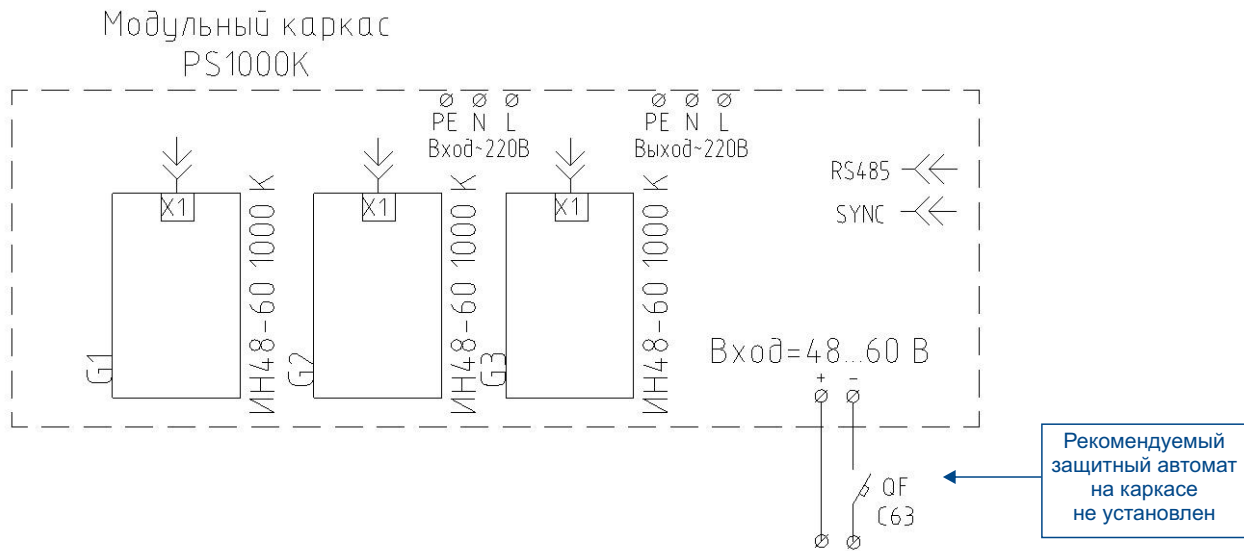 Модульный каркас
PS1000K
PE N L
Вход~220В
PE N L
Выход~220В
RS485
SYNC
X1
X1
X1
ИН48-60 1000 К
ИН48-60 1000 К
ИН48-60 1000 К
G1
G2
G3
Вход=48...60 В
+ -
QF
C63
Рекомендуемый
защитный автомат
на каркасе
не установлен